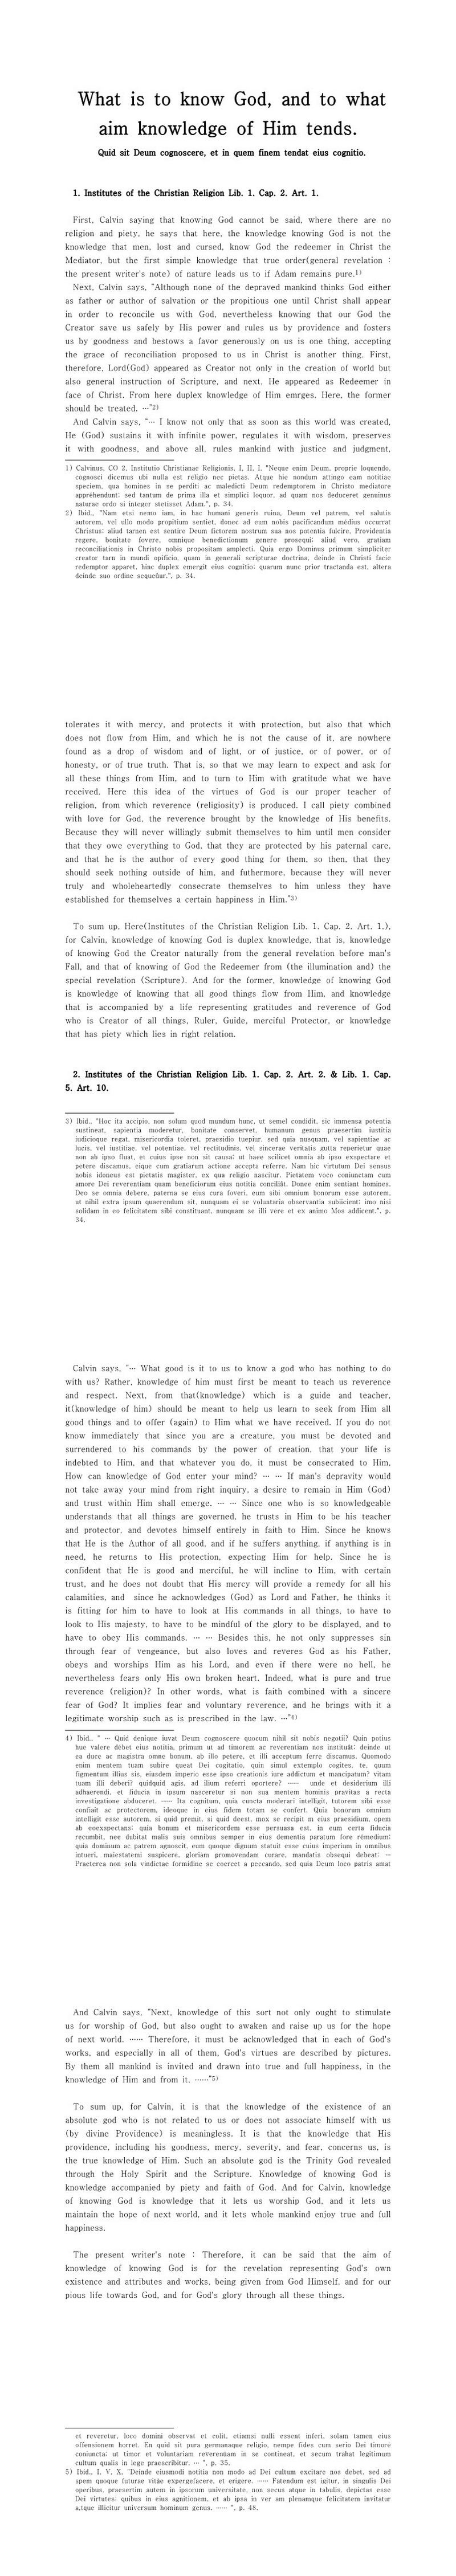 What is to know God, and to what
aim knowledge of Him tends.
Quid sit Deum cognoscere, et in quem finem tendat eius cognitio.
1. Institutes of the Christian Religion Lib. 1. Cap. 2. Art. 1.
First, Calvin saying that knowing God cannot be said, where there are no
religion and piety, he says that here, the knowledge knowing God is not the
knowledge that men, lost and cursed, know God the redeemer in Christ the
Mediator, but the first simple knowledge that true order(general revelation :
the present writer's note) of nature leads us to if Adam remains pure.1)
Next, Calvin says, "Although none of the depraved mankind thinks God either
as father or author of salvation or the propitious one until Christ shall appear
in order to reconcile us with God, nevertheless knowing that our God the
Creator save us safely by His power and rules us by providence and fosters
us by goodness and bestows a favor generously on us is one thing, accepting
the grace of reconciliation proposed to us in Christ is another thing. First,
therefore, Lord(God) appeared as Creator not only in the creation of world but
also general instruction of Scripture, and next, He appeared as Redeemer in
face of Christ. From here duplex knowledge of Him emrges. Here, the former
should be treated. ···"2)
And Calvin says, "··· I know not only that as soon as this world was created,
He (God) sustains it with infinite power, regulates it with wisdom, preserves
it with goodness, and above all, rules mankind with justice and judgment,
1) Calvinus, CO 2, Institutio Christianae Religionis, I, II, I, "Neque enim Deum, proprie loquendo,
cognosci dicemus ubi nulla est religio nec pietas. Atque hic nondum attingo eam notitiae
speciem, qua homines in se perditi ac maledicti Deum redemptorem in Christo mediatore
apprêhendunt; sed tantum de prima illa et simplici loquor, ad quam nos deduceret genuinus
naturae ordo si integer stetisset Adam.", p. 34.
2) Ibid., "Nam etsi nemo iam, in hac humani generis ruina, Deum vel patrem, vel salutis
autorem, vel ullo modo propitium sentiet, donec ad eum nobis pacificandum médius occurrat
Christus; aliud tamen est sentire Deum fictorem nostrum sua nos potentia fulcire, Providentia
regere, bonitate fovere, omnique benedictionum genere prosequi; aliud vero, gratiam
reconciliationis in Christo nobis propositam amplecti. Quia ergo Dominus primum simpliciter
creator tam in mundi opificio, quam in generali scripturae doctrina, deinde in Christi facie
redemptor apparet, hinc duplex emergit eius cognitio; quarum nunc prior tractanda est, altera
deinde suo ordine sequeûur.", p. 34.
tolerates it with mercy, and protects it with protection, but also that which
does not flow from Him, and which he is not the cause of it, are nowhere
found as a drop of wisdom and of light, or of justice, or of power, or of
honesty, or of true truth. That is, so that we may learn to expect and ask for
all these things from Him, and to turn to Him with gratitude what we have
received. Here this idea of the virtues of God is our proper teacher of
religion, from which reverence (religiosity) is produced. I call piety combined
with love for God, the reverence brought by the knowledge of His benefits.
Because they will never willingly submit themselves to him until men consider
that they owe everything to God, that they are protected by his paternal care,
and that he is the author of every good thing for them, so then, that they
should seek nothing outside of him, and futhermore, because they will never
truly and wholeheartedly consecrate themselves to him unless they have
established for themselves a certain happiness in Him."3)
To sum up, Here(Institutes of the Christian Religion Lib. 1. Cap. 2. Art. 1.),
for Calvin, knowledge of knowing God is duplex knowledge, that is, knowledge
of knowing God the Creator naturally from the general revelation before man's
Fall, and that of knowing of God the Redeemer from (the illumination and) the
special revelation (Scripture). And for the former, knowledge of knowing God
is knowledge of knowing that all good things flow from Him, and knowledge
that is accompanied by a life representing gratitudes and reverence of God
who is Creator of all things, Ruler, Guide, merciful Protector, or knowledge
that has piety which lies in right relation.
2. Institutes of the Christian Religion Lib. 1. Cap. 2. Art. 2. & Lib. 1. Cap.
5. Art. 10.
3) Ibid., "Hoc ita accipio, non solum quod mundum hunc, ut semel condidit, sic immensa potentia
sustineat, sapientia moderetur, bonitate conservet, humanum genus praesertim iustitia
iudicioque regat, misericordia toleret, praesidio tuepiur, sed quia nusquam, vel sapientiae ac
lucis, vel iustitiae, vel potentiae, vel rectitudinis, vel sincerae veritatis gutta reperietur quae
non ab ipso fluat, et cuius ipse non sit causa; ut haee scilicet omnia ab ipso exspectare et
petere discamus, eique cum gratiarum actione accepta referre. Nam hic virtutum Dei sensus
nobis idoneus est pietatis magister, ex qua religio nascitur. Pietatem voco coniunctam cum
amore Dei reverentiam quam beneficiorum eius notitia conciliât. Donec enim sentiant homines,
Deo se omnia debere, paterna se eius cura foveri, eum sibi omnium bonorum esse autorem,
ut nihil extra ipsum quaerendum sit, nunquam ei se voluntaria observantia subiicient; imo nisi
solidam in eo felicitatem sibi constituant, nunquam se illi vere et ex animo Mos addicent.", p.
34.
Calvin says, "··· What good is it to us to know a god who has nothing to do
with us? Rather, knowledge of him must first be meant to teach us reverence
and respect. Next, from that(knowledge) which is a guide and teacher,
it(knowledge of him) should be meant to help us learn to seek from Him all
good things and to offer (again) to Him what we have received. If you do not
know immediately that since you are a creature, you must be devoted and
surrendered to his commands by the power of creation, that your life is
indebted to Him, and that whatever you do, it must be consecrated to Him.
How can knowledge of God enter your mind? ··· ··· If man's depravity would
not take away your mind from right inquiry, a desire to remain in Him (God)
and trust within Him shall emerge. ··· ··· Since one who is so knowledgeable
understands that all things are governed, he trusts in Him to be his teacher
and protector, and devotes himself entirely in faith to Him. Since he knows
that He is the Author of all good, and if he suffers anything, if anything is in
need, he returns to His protection, expecting Him for help. Since he is
confident that He is good and merciful, he will incline to Him, with certain
trust, and he does not doubt that His mercy will provide a remedy for all his
calamities, and since he acknowledges (God) as Lord and Father, he thinks it
is fitting for him to have to look at His commands in all things, to have to
look to His majesty, to have to be mindful of the glory to be displayed, and to
have to obey His commands. ··· ··· Besides this, he not only suppresses sin
through fear of vengeance, but also loves and reveres God as his Father,
obeys and worships Him as his Lord, and even if there were no hell, he
nevertheless fears only His own broken heart. Indeed, what is pure and true
reverence (religion)? In other words, what is faith combined with a sincere
fear of God? It implies fear and voluntary reverence, and he brings with it a
legitimate worship such as is prescribed in the law. ···"4)
4) Ibid., " ··· Quid denique iuvat Deum cognoscere quocum nihil sit nobis negotii? Quin potius
hue valere débet eius notitia, primum ut ad timorem ac reverentiam nos instituât; deinde ut
ea duce ac magistra omne bonum, ab illo petere, et illi acceptum ferre discamus. Quomodo
enim mentem tuam subire queat Dei cogitatio, quin simul extemplo cogites, te, quum
figmentum illius sis, eiusdem imperio esse ipso creationis iure addictum et mancipatum? vitam
tuam illi deberi? quidquid agis, ad ilium referri oportere? ······ unde et desiderium illi
adhaerendi, et fiducia in ipsum nasceretur si non sua mentem hominis pravitas a recta
investigatione abduceret. ······ Ita cognitum, quia cuncta moderari intelligit, tutorem sibi esse
confiait ac protectorem, ideoque in eius fidem totam se confert. Quia bonorum omnium
intelligit esse autorem, si quid premit, si quid deest, mox se recipit m eius praesidium, opem
ab eoexspectans; quia bonum et misericordem esse persuasa est, in eum certa fiducia
recumbit, nee dubitat malis suis omnibus semper in eius dementia paratum fore rémedium;
quia dominum ac patrem agnoscit, eum quoque dignum statuit esse cuius imperium in omnibus
intueri, maiestatemi suspicere, gloriam promovendam curare, mandatis obsequi debeat; ···
Praeterea non sola vindictae formidine se coercet a peccando, sed quia Deum loco patris amat
And Calvin says, "Next, knowledge of this sort not only ought to stimulate
us for worship of God, but also ought to awaken and raise up us for the hope
of next world. ······ Therefore, it must be acknowledged that in each of God's
works, and especially in all of them, God's virtues are described by pictures.
By them all mankind is invited and drawn into true and full happiness, in the
knowledge of Him and from it. ······"5)
To sum up, for Calvin, it is that the knowledge of the existence of an
absolute god who is not related to us or does not associate himself with us
(by divine Providence) is meaningless. It is that the knowledge that His
providence, including his goodness, mercy, severity, and fear, concerns us, is
the true knowledge of Him. Such an absolute god is the Trinity God revealed
through the Holy Spirit and the Scripture. Knowledge of knowing God is
knowledge accompanied by piety and faith of God. And for Calvin, knowledge
of knowing God is knowledge that it lets us worship God, and it lets us
maintain the hope of next world, and it lets whole mankind enjoy true and full
happiness.
The present writer's note : Therefore, it can be said that the aim of
knowledge of knowing God is for the revelation representing God's own
existence and attributes and works, being given from God Himself, and for our
pious life towards God, and for God's glory through all these things.
et reveretur, loco domini observat et colit, etiamsi nulli essent inferi, solam tamen eius
offensionem horret. En quid sit pura germanaque religio, nempe fides cum serio Dei timoré
coniuncta; ut timor et voluntariam reverentiam in se contineat, et secum trahat legitimum
cultum qualis in lege praescribitur. ··· ", p. 35.
5) Ibid., I, V, X, "Deinde eiusmodi notitia non modo ad Dei cultum excitare nos debet, sed ad
spem quoque futurae vitâe expergefacere, et erigere. ······ Fatendum est igitur, in singulis Dei
operibus, praesertim autem in ipsorum universitate, non secus atque in tabulis, depictas esse
Dei virtutes; quibus in eius agnitionem, et ab ipsa in ver am plenamque felicitatem invitatur
a,tque illicitur universum hominum genus. ······ ", p. 48.